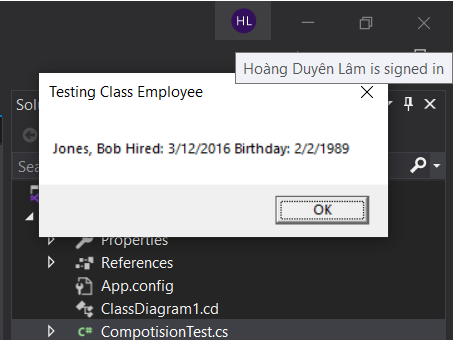 HL
Hoàng Duyên Lâm is signed in
Testing Class Employee
Solu
Jones, Bob Hired: 3/12/2016 Birthday: 2/2/1989
Sea
OK
Properties
References
App.config
ClassDiagram1.cd
C# CompotisionTest.cs